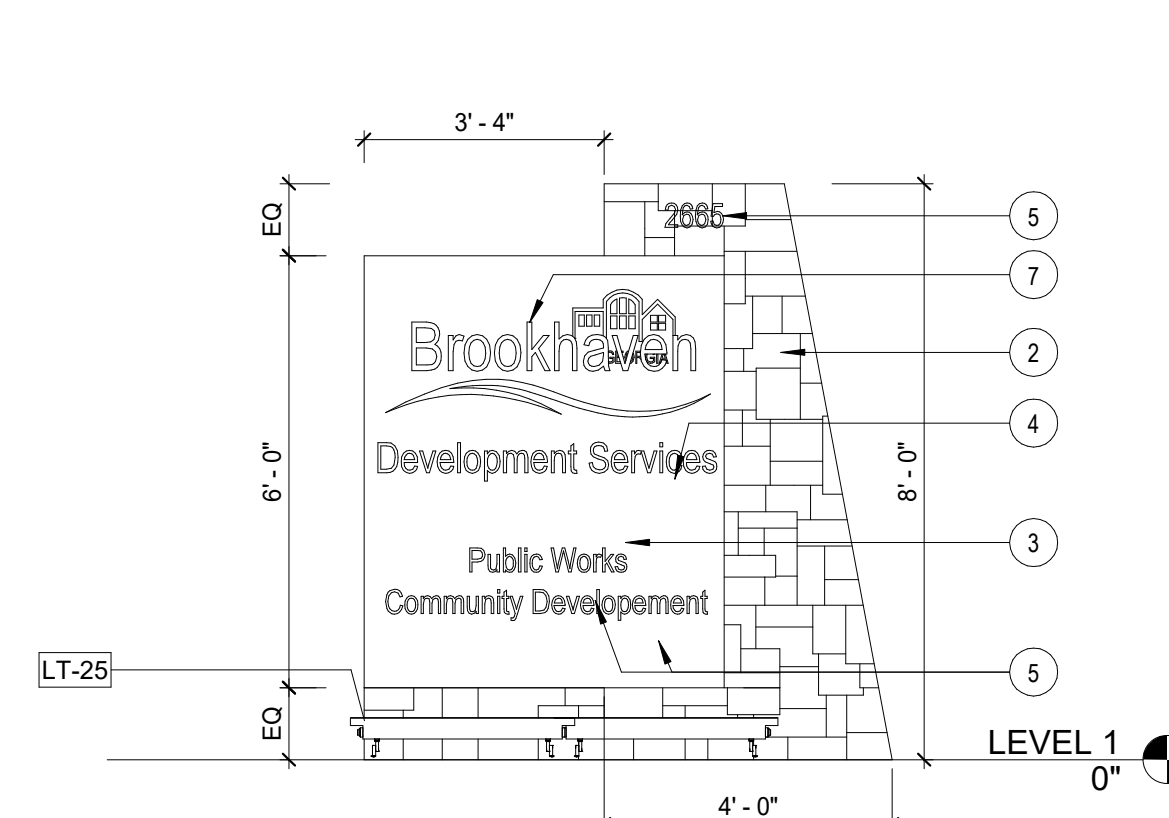 3' - 4"
EQ
2665
5
7
Brookhaven
GEORGIA
2
4
Development Services
6' - 0"
8' - 0"
3
Public Works
Community Developement
LT-25
5
EQ
LEVEL 1
0"
4' - 0"